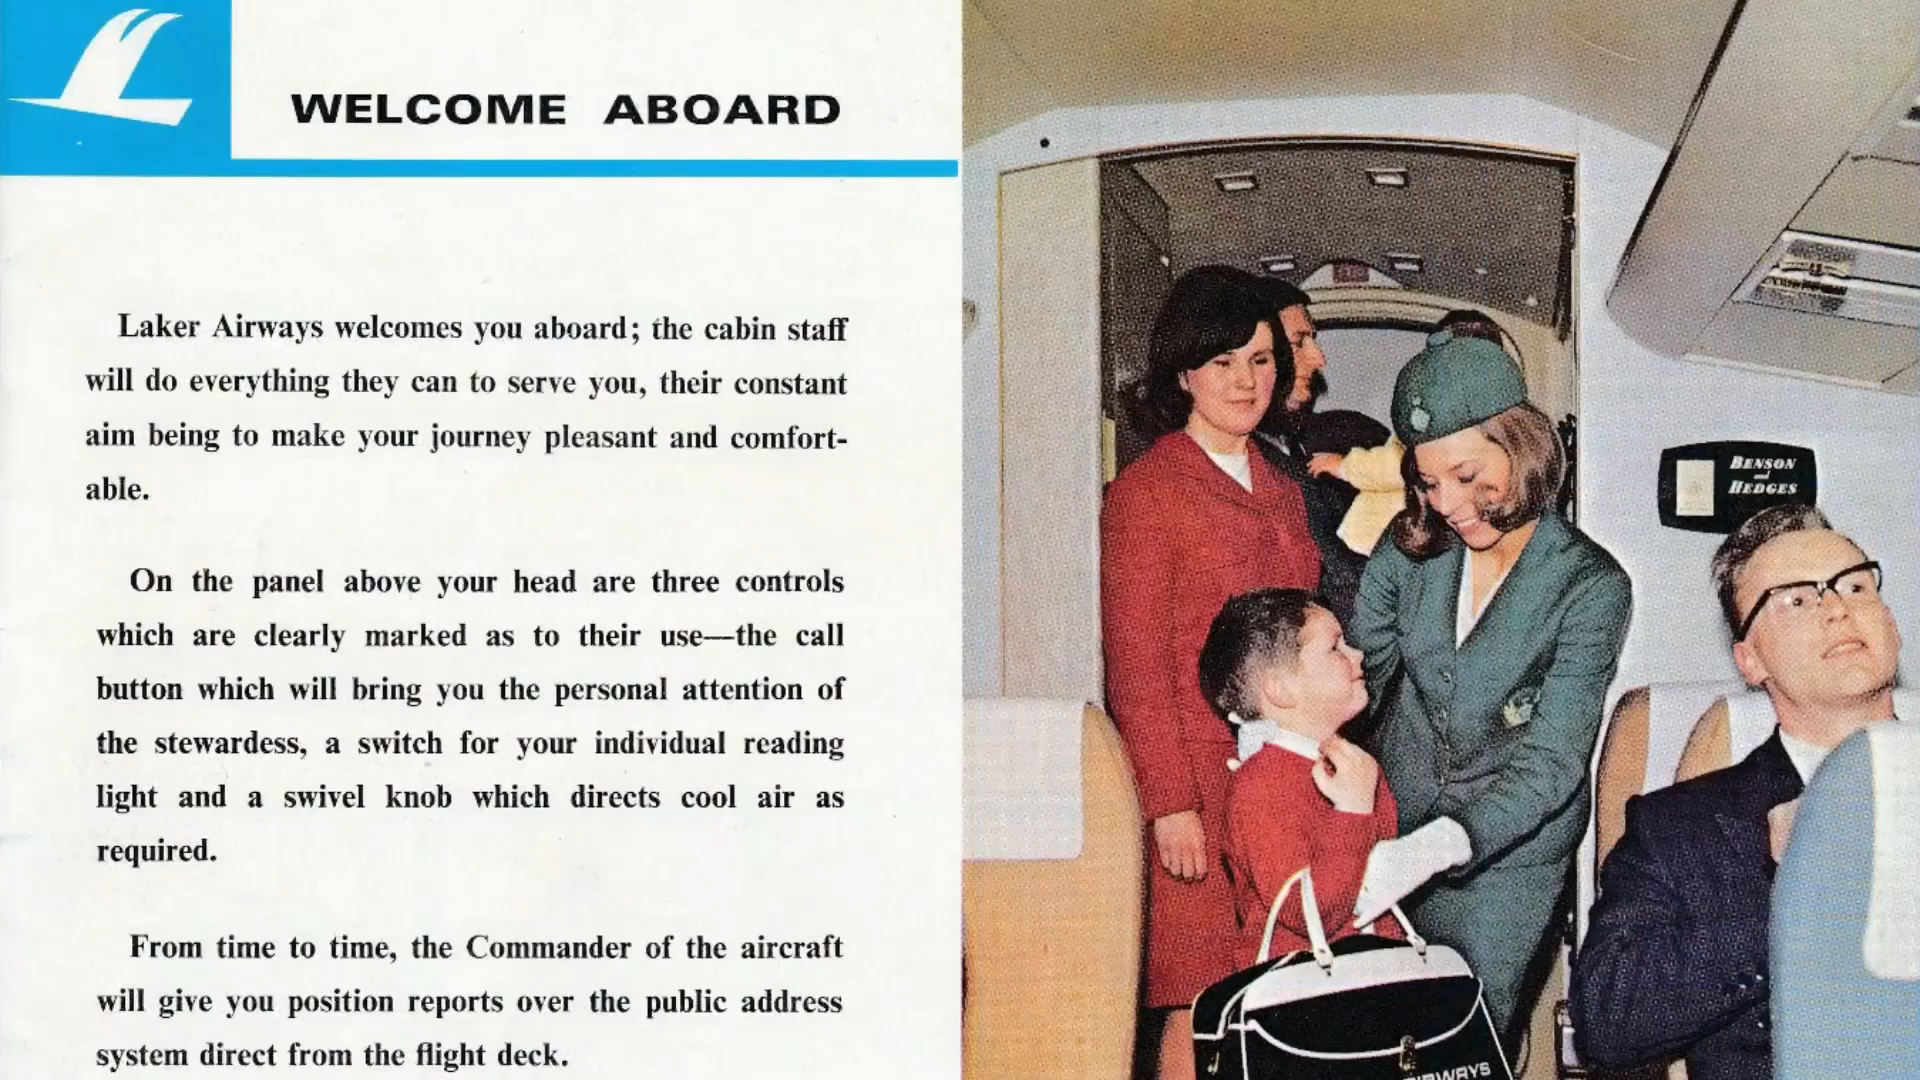 WELCOME ABOARD
Laker Airways welcomes you aboard; the cabin staff
will do everything they can to serve you, their constant
aim being to make your journey pleasant and comfort-
able.
On the panel above your head are three controls
which are clearly marked as to their use—the call
button which will bring you the personal attention of
the stewardess, a switch for your individual reading
light and a swivel knob which directs cool air as
required.
From time to time, the Commander of the aircraft
will give you position reports over the public address
system direct from the flight deck.
BENSON
and
HEDGES
IRWAYS